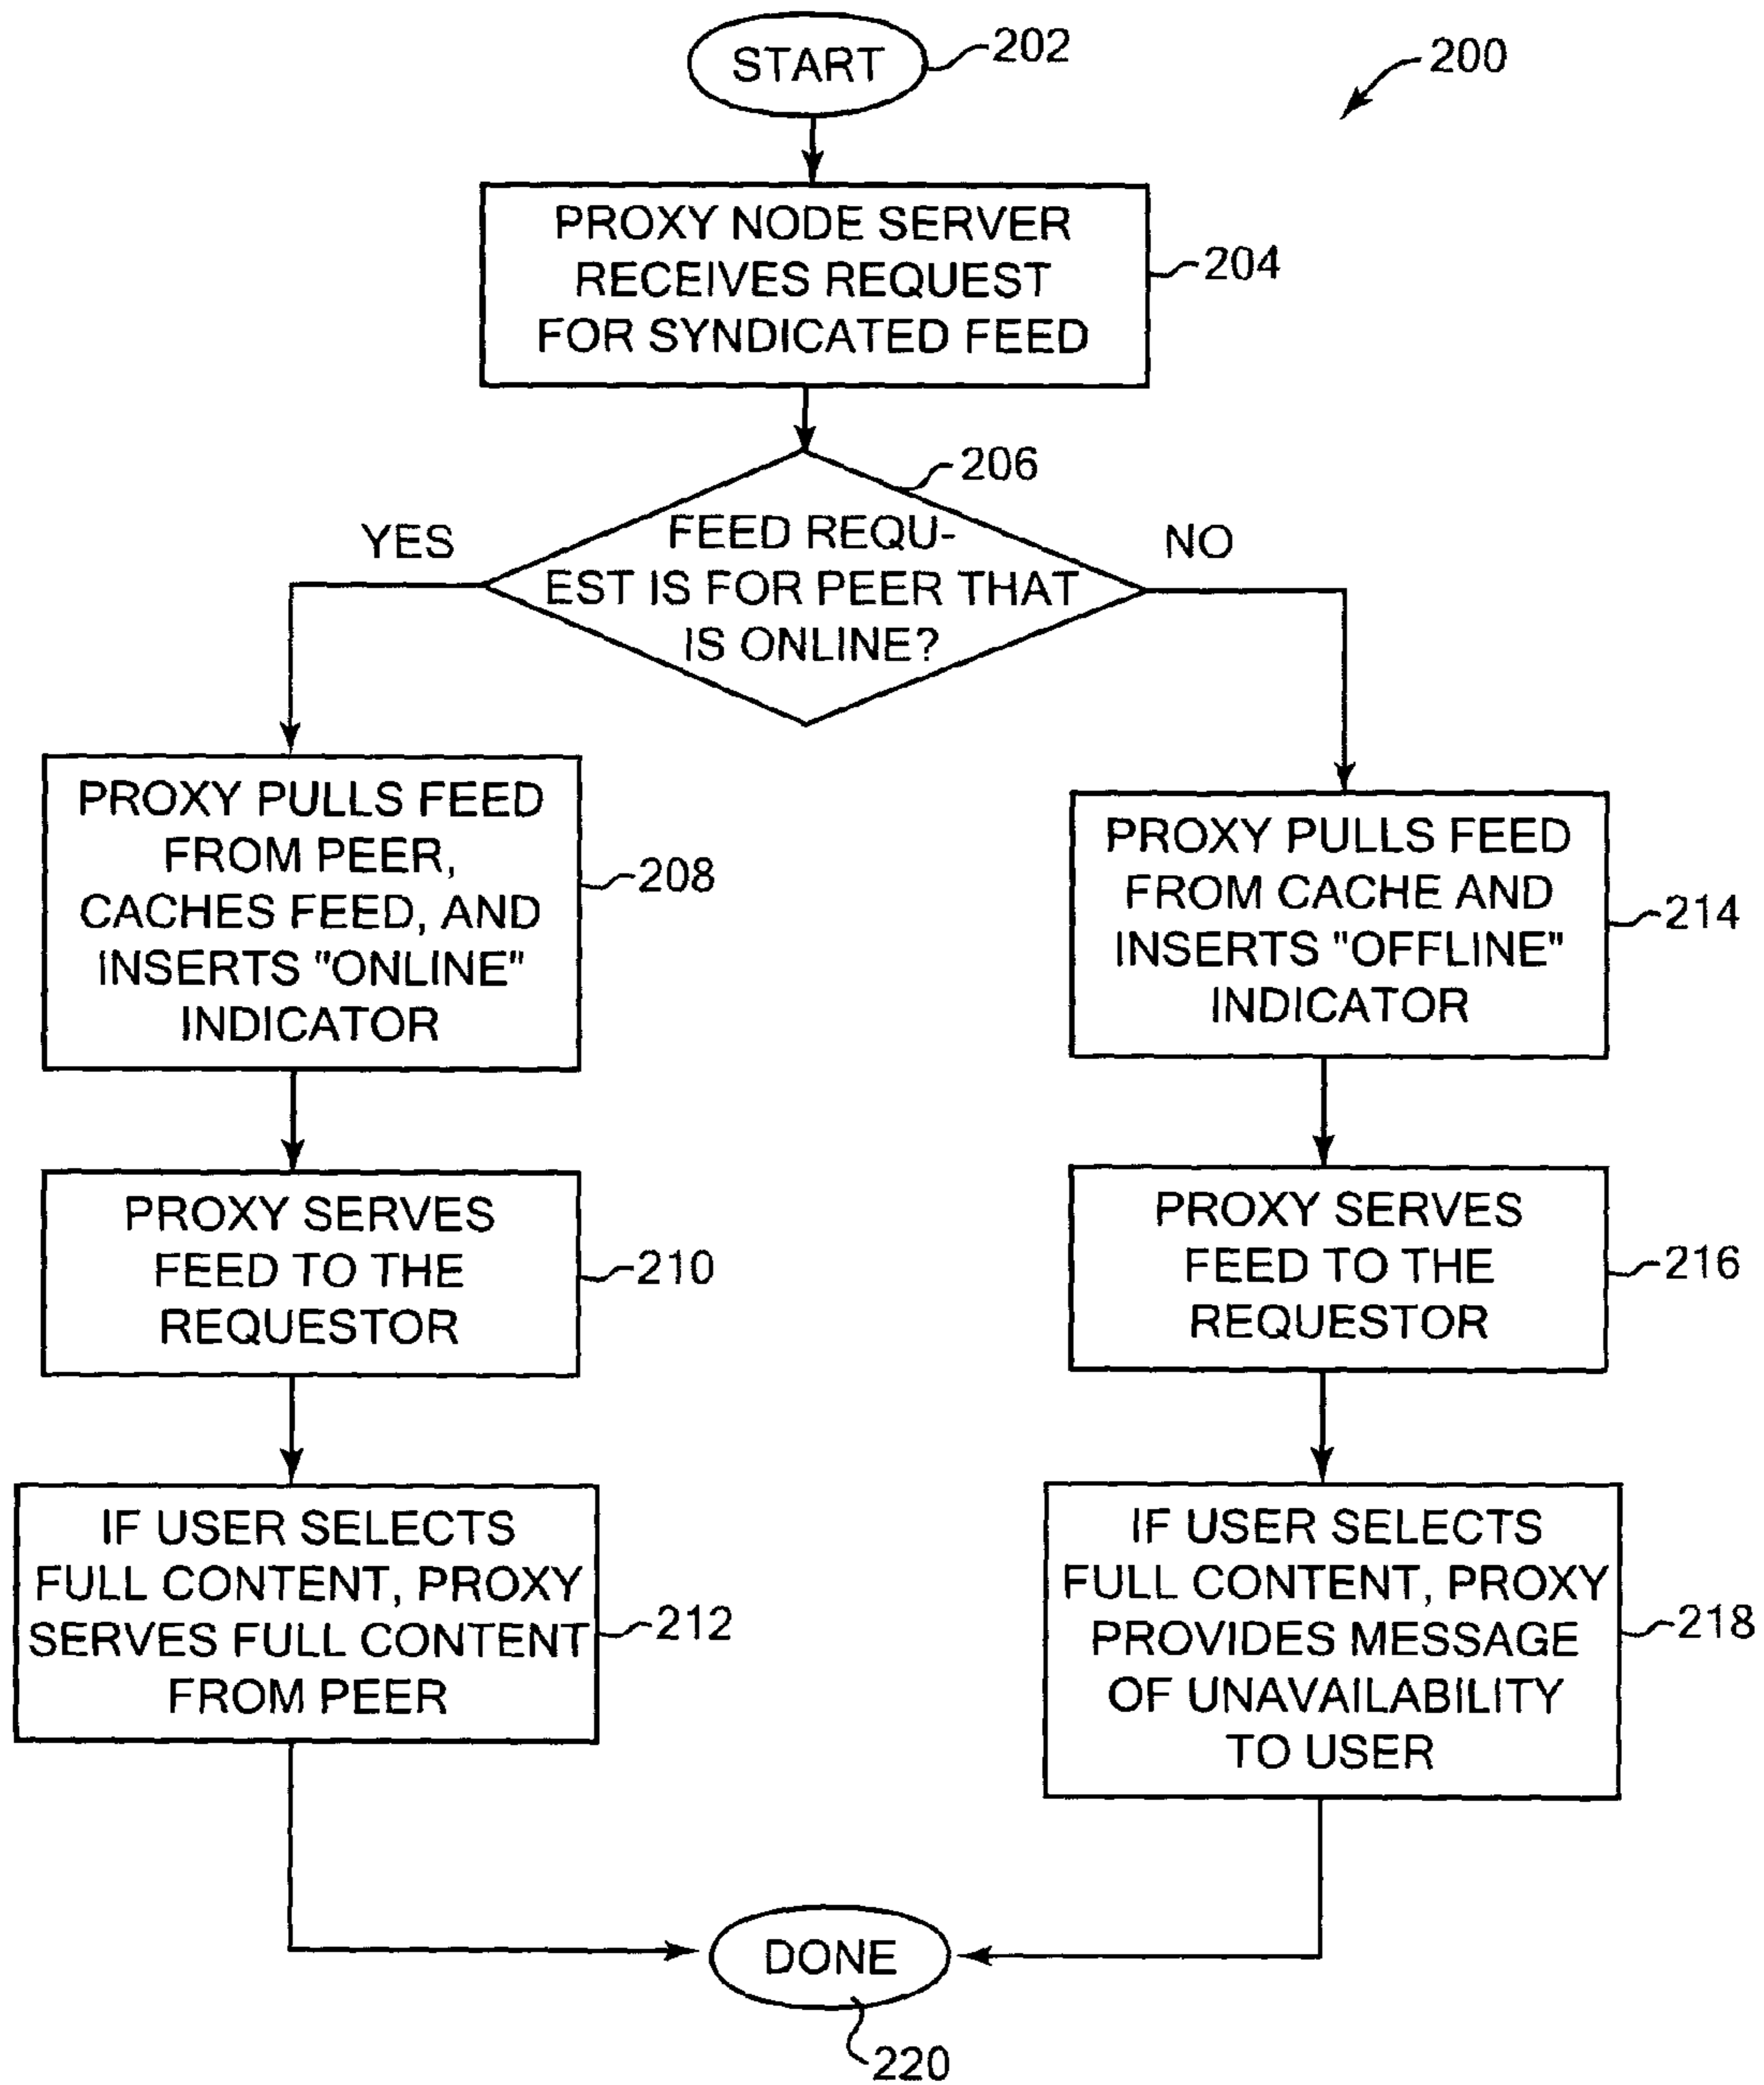 START
202
200
PROXY NODE SERVER
RECEIVES REQUEST
FOR SYNDICATED FEED
204
206
YES
FEED REQU-
EST IS FOR PEER THAT
IS ONLINE?
NO
PROXY PULLS FEED
FROM PEER,
CACHES FEED, AND
INSERTS "ONLINE"
INDICATOR
208
PROXY PULLS FEED
FROM CACHE AND
INSERTS "OFFLINE"
INDICATOR
214
PROXY SERVES
FEED TO THE
REQUESTOR
210
PROXY SERVES
FEED TO THE
REQUESTOR
216
IF USER SELECTS
FULL CONTENT, PROXY
SERVES FULL CONTENT
FROM PEER
212
IF USER SELECTS
FULL CONTENT, PROXY
PROVIDES MESSAGE
OF UNAVAILABILITY
TO USER
218
DONE
220